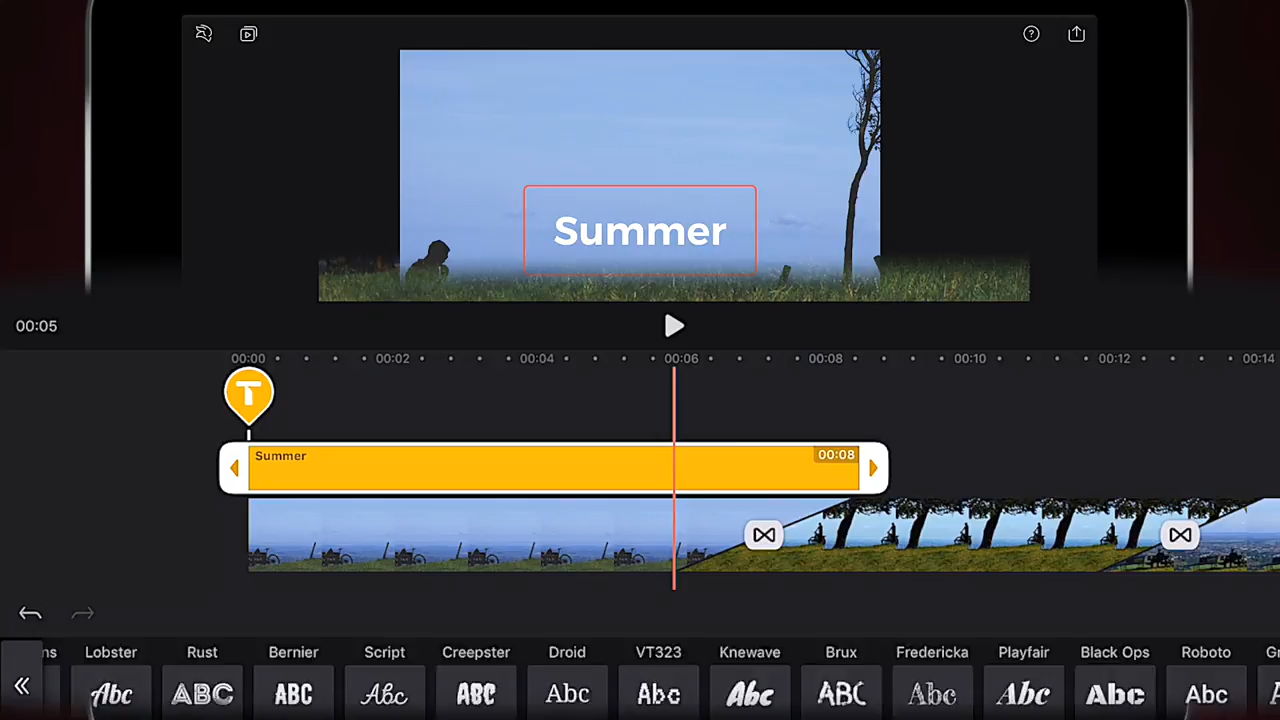 Summer
00:05
00:00 00:02 00:04 00:06 00:08 00:10 00:12 00:14
T
Summer 00:08
ns Lobster Rust Bernier Script Creepster Droid VT323 Knewave Brux Fredericka Playfair Black Ops Roboto Gr
Abc ABC ABC Abc ABC Abc Abc Abc ABC Abc Abc Abc Abc